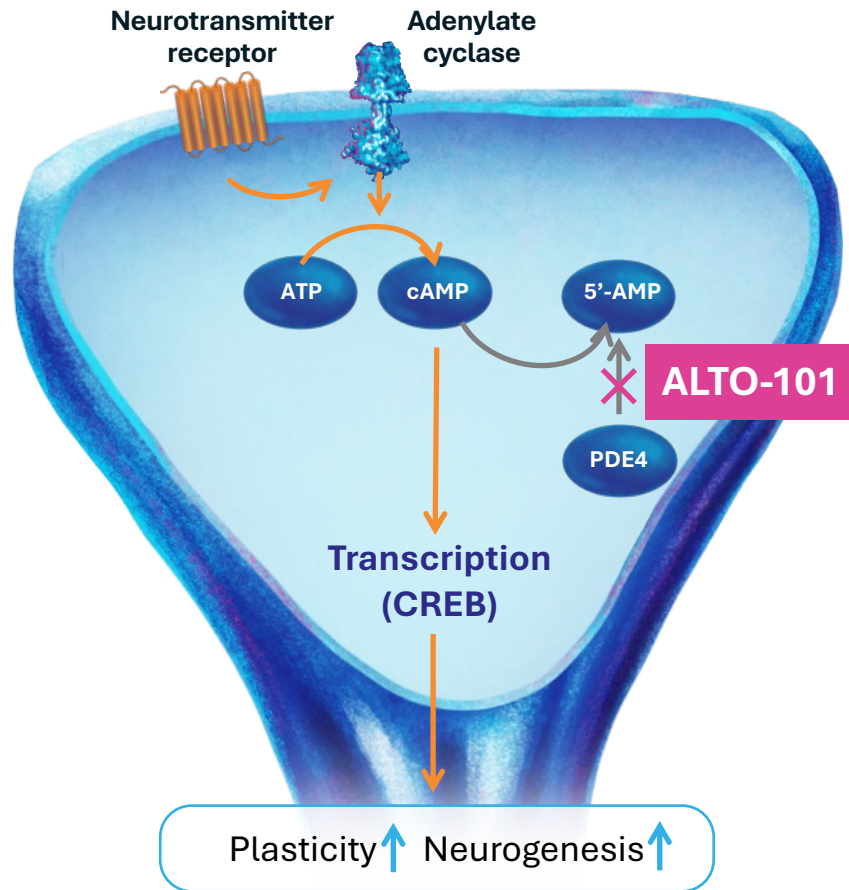 Neurotransmitter
receptor
Adenylate
cyclase
ATP
cAMP
5’-AMP
ALTO-101
PDE4
Transcription
(CREB)
Plasticity Neurogenesis